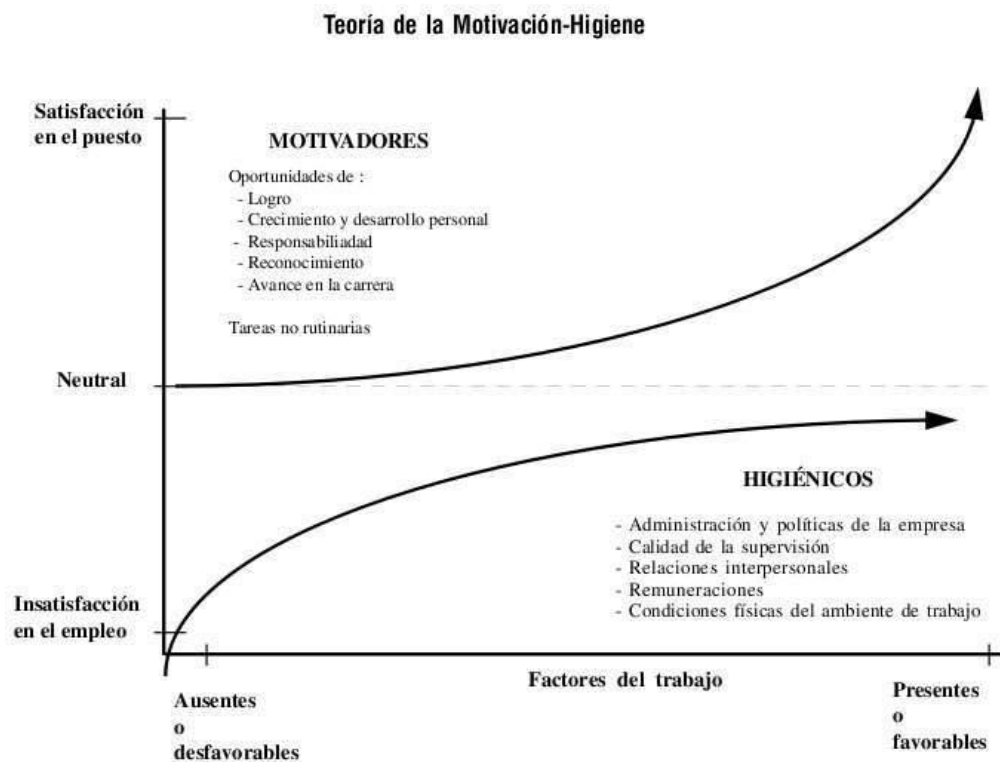 Teoría de la Motivación-Higiene
Satisfacción
en el puesto
MOTIVADORES
Oportunidades de :
- Logro
- Crecimiento y desarrollo personal
- Responsabiliadad
- Reconocimiento
- Avance en la carrera
Tareas no rutinarias
Neutral
HIGIÉNICOS
- Administración y políticas de la empresa
- Calidad de la supervisión
- Relaciones interpersonales
- Remuneraciones
- Condiciones físicas del ambiente de trabajo
Insatisfacción
en el empleo
Factores del trabajo
Ausentes
o
desfavorables
Presentes
o
favorables